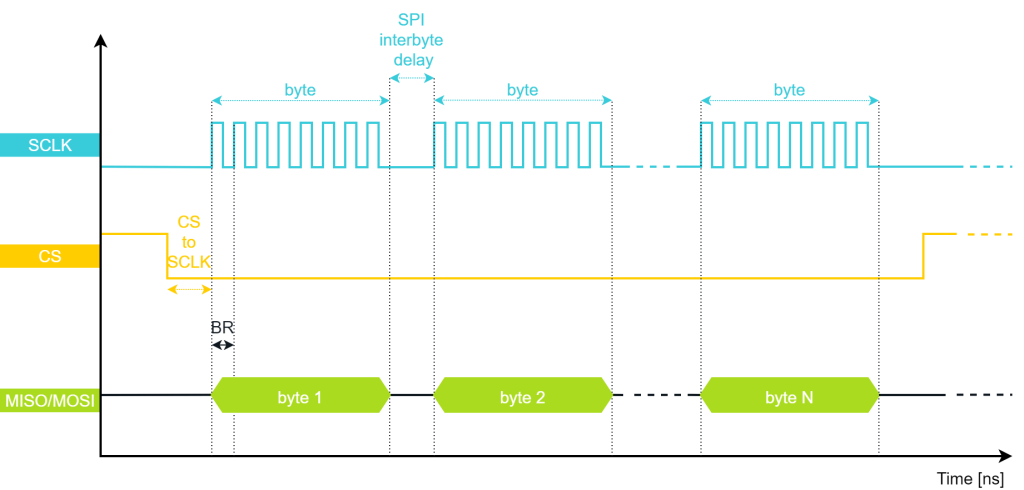 SPI
interbyte
delay
byte
byte
byte
SCLK
CS
to
SCLK
CS
BR
MISO/MOSI
byte 1
byte 2
byte N
Time [ns]